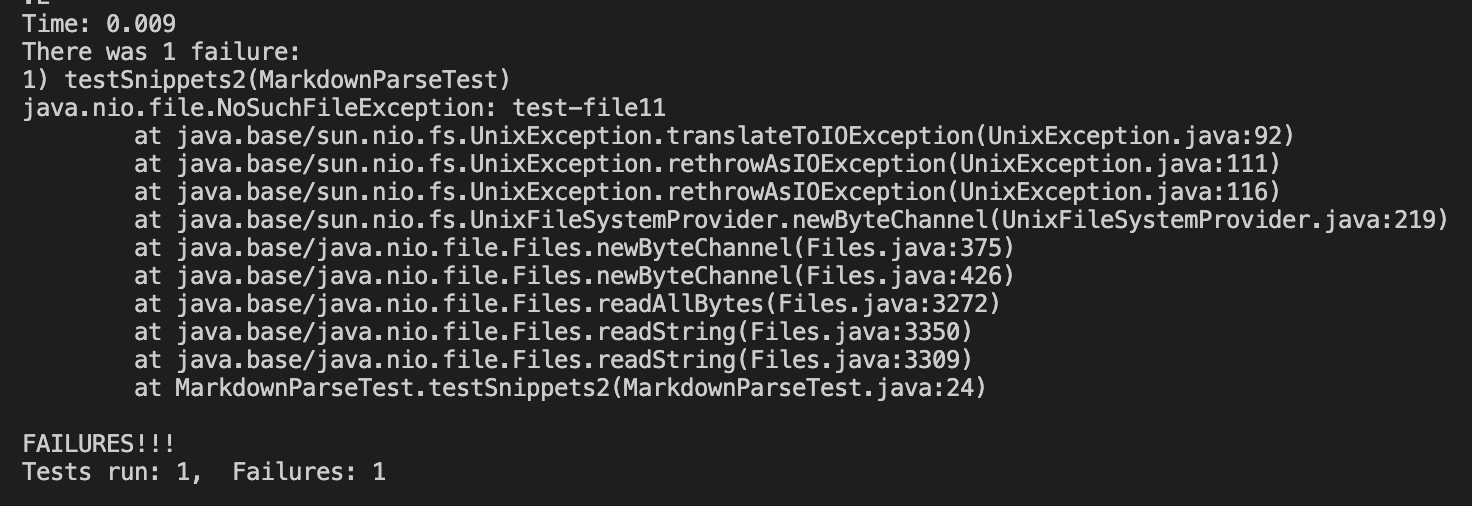 .E
Time: 0.009
There was 1 failure:
1) testSnippets2(MarkdownParseTest)
java.nio.file.NoSuchFileException: test-file11
        at java.base/sun.nio.fs.UnixException.translateToIOException(UnixException.java:92)
        at java.base/sun.nio.fs.UnixException.rethrowAsIOException(UnixException.java:111)
        at java.base/sun.nio.fs.UnixException.rethrowAsIOException(UnixException.java:116)
        at java.base/sun.nio.fs.UnixFileSystemProvider.newByteChannel(UnixFileSystemProvider.java:219)
        at java.base/java.nio.file.Files.newByteChannel(Files.java:375)
        at java.base/java.nio.file.Files.newByteChannel(Files.java:426)
        at java.base/java.nio.file.Files.readAllBytes(Files.java:3272)
        at java.base/java.nio.file.Files.readString(Files.java:3350)
        at java.base/java.nio.file.Files.readString(Files.java:3309)
        at MarkdownParseTest.testSnippets2(MarkdownParseTest.java:24)

FAILURES!!!
Tests run: 1,  Failures: 1